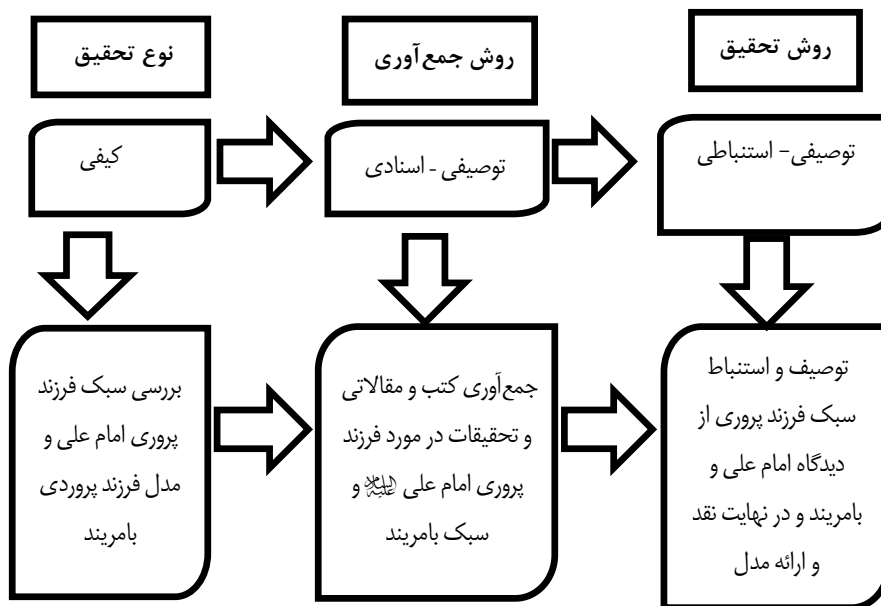 روش تحقیق
روش جمع‌آوری
نوع تحقیق
توصیفی- استنباطی
توصیفی - اسنادی
کیفی
توصیف و استنباط
سبک فرزند پروری از
دیدگاه امام علی و
بامریند و در نهایت نقد
و ارائه مدل
جمع‌آوری کتب و مقالاتی
و تحقیقات در مورد فرزند
پروری امام علی علیه‌السلام و
سبک بامریند
بررسی سبک فرزند
پروری امام علی و
مدل فرزند پروردی
بامریند